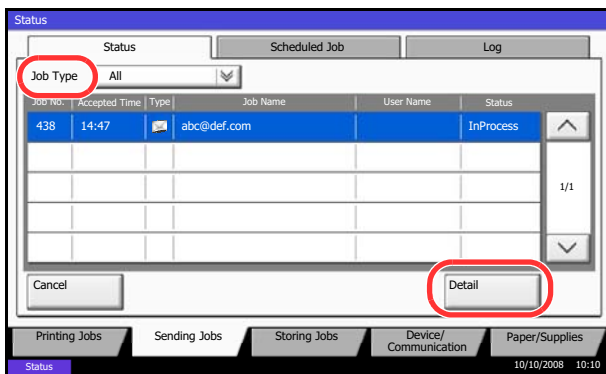 Status
Status Scheduled Job Log
Job Type All
Job No. Accepted Time Type Job Name User Name Status
438 14:47 abc@def.com InProcess
1/1
Cancel Detail
Printing Jobs Sending Jobs Storing Jobs Device/
Communication Paper/Supplies
Status 10/10/2008 10:10